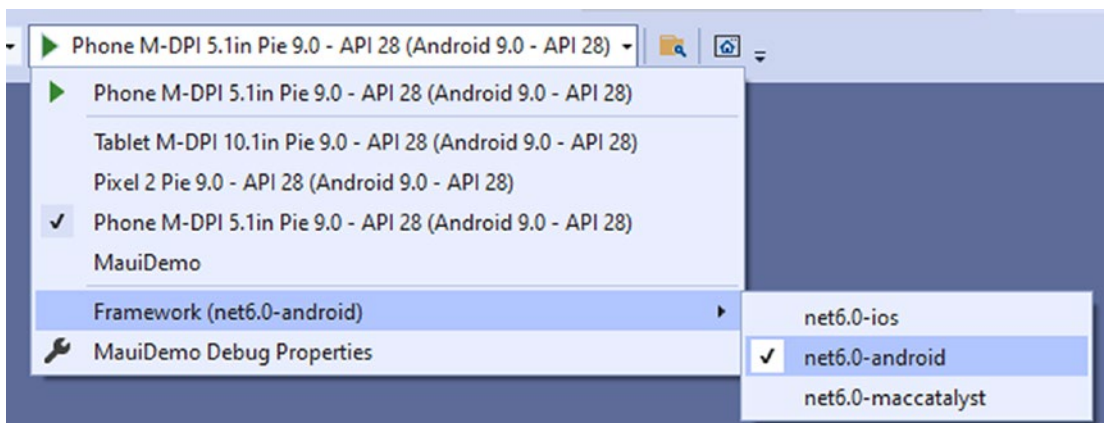 Phone M-DPI 5.1in Pie 9.0 - API 28 (Android 9.0 - API 28)
Phone M-DPI 5.1in Pie 9.0 - API 28 (Android 9.0 - API 28)
Tablet M-DPI 10.1in Pie 9.0 - API 28 (Android 9.0 - API 28)
Pixel 2 Pie 9.0 - API 28 (Android 9.0 - API 28)
Phone M-DPI 5.1in Pie 9.0 - API 28 (Android 9.0 - API 28)
MauiDemo
Framework (net6.0-android)
MauiDemo Debug Properties
net6.0-ios
net6.0-android
net6.0-maccatalyst